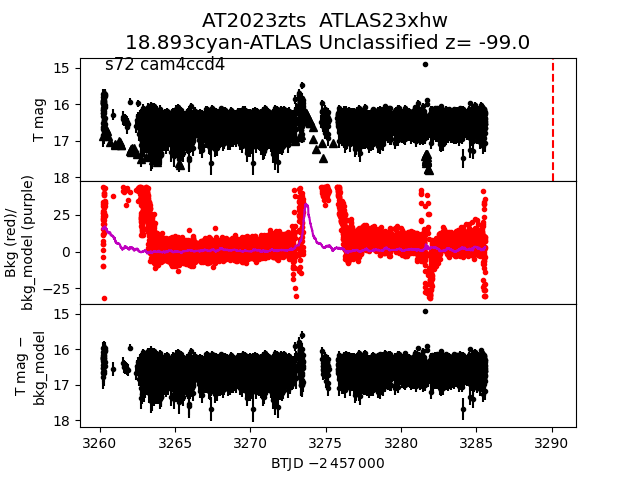 AT2023zts  ATLAS23xhw
18.893cyan-ATLAS Unclassified z= -99.0
s72 cam4ccd4
T mag
15
16
17
18
Bkg (red)/
bkg_model (purple)
25
0
−25
T mag −
bkg_model
15
16
17
18
3260 3265 3270 3275 3280 3285 3290
BTJD −2 457 000